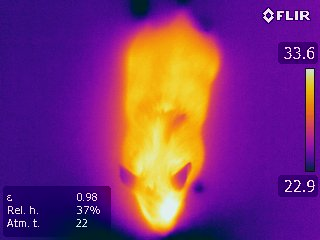 FLIR
33.6
22.9
ε 0.98
Rel. h. 37%
Atm. t. 22